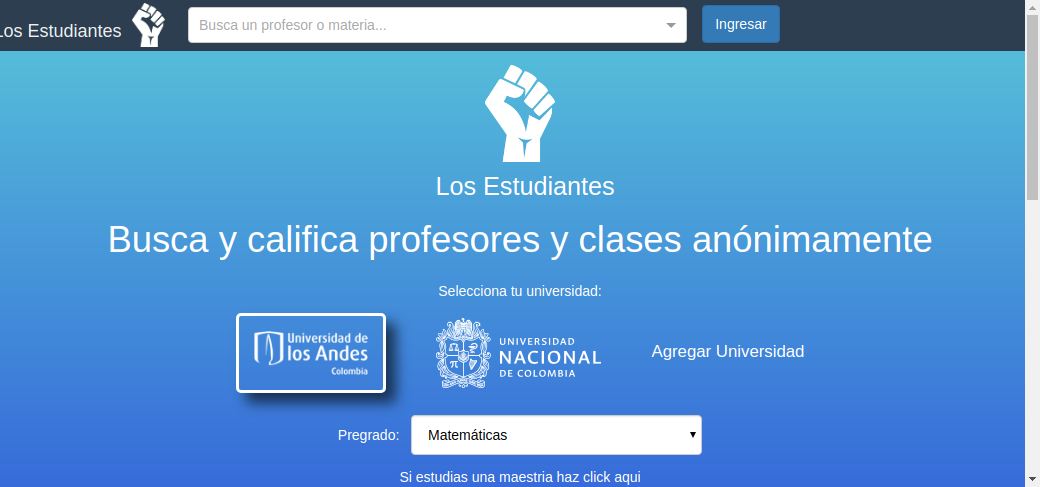 Los Estudiantes
Busca un profesor o materia...
Ingresar
Los Estudiantes
Busca y califica profesores y clases anónimamente
Selecciona tu universidad:
Universidad de
los Andes
Colombia
UNIVERSIDAD
NACIONAL
DE COLOMBIA
Agregar Universidad
Pregrado:
Matemáticas
Si estudias una maestria haz click aqui